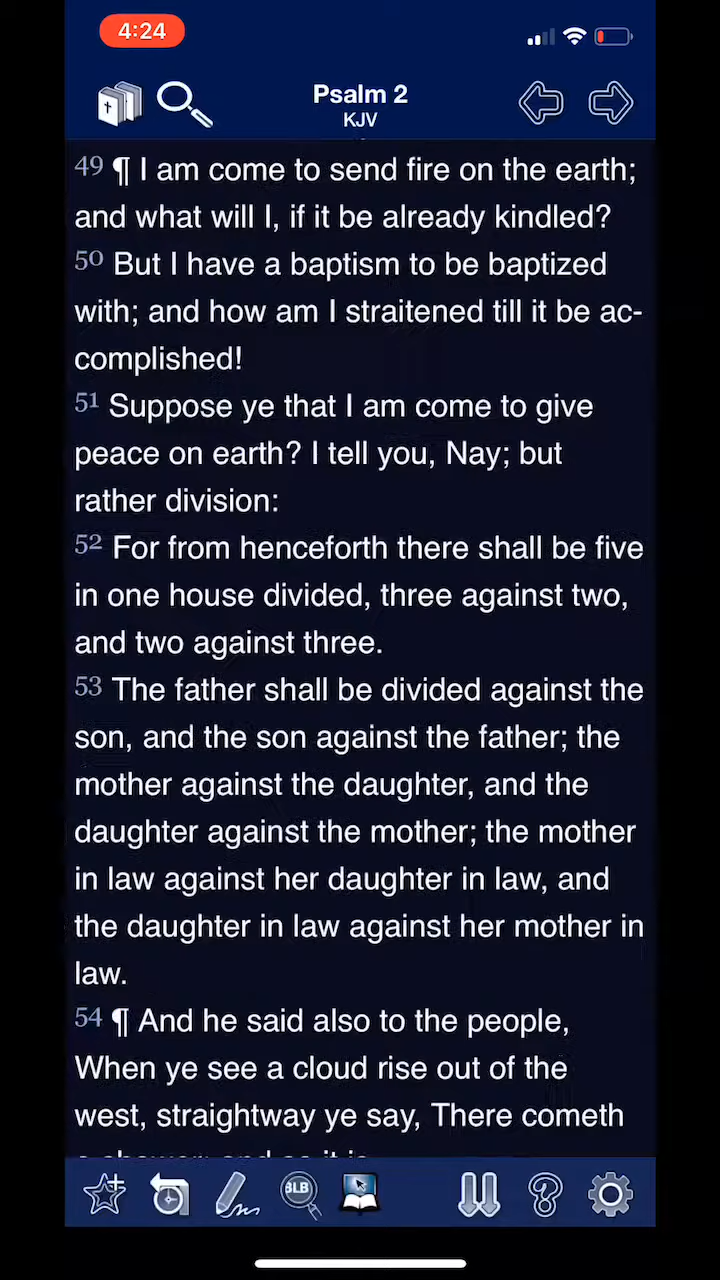 4:24
Psalm 2
KJV
49 ¶ I am come to send fire on the earth;
and what will I, if it be already kindled?
50 But I have a baptism to be baptized
with; and how am I straitened till it be ac-
complished!
51 Suppose ye that I am come to give
peace on earth? I tell you, Nay; but
rather division:
52 For from henceforth there shall be five
in one house divided, three against two,
and two against three.
53 The father shall be divided against the
son, and the son against the father; the
mother against the daughter, and the
daughter against the mother; the mother
in law against her daughter in law, and
the daughter in law against her mother in
law.
54 ¶ And he said also to the people,
When ye see a cloud rise out of the
west, straightway ye say, There cometh
BLB